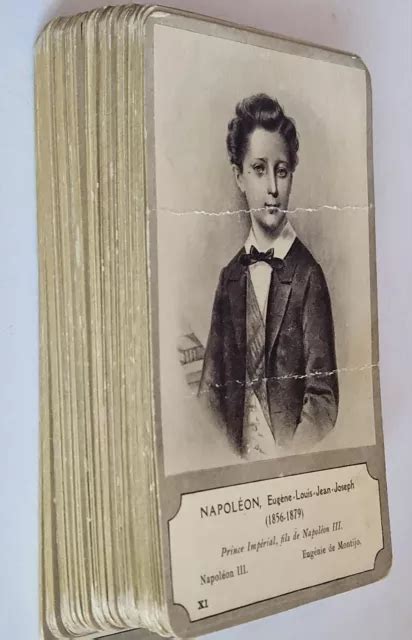 NAPOLÉON, Eugène-Louis-Jean-Joseph
(1856-1879)
Prince Impérial, fils de Napoléon III.
Napoléon III. Eugénie de Montijo.
XI